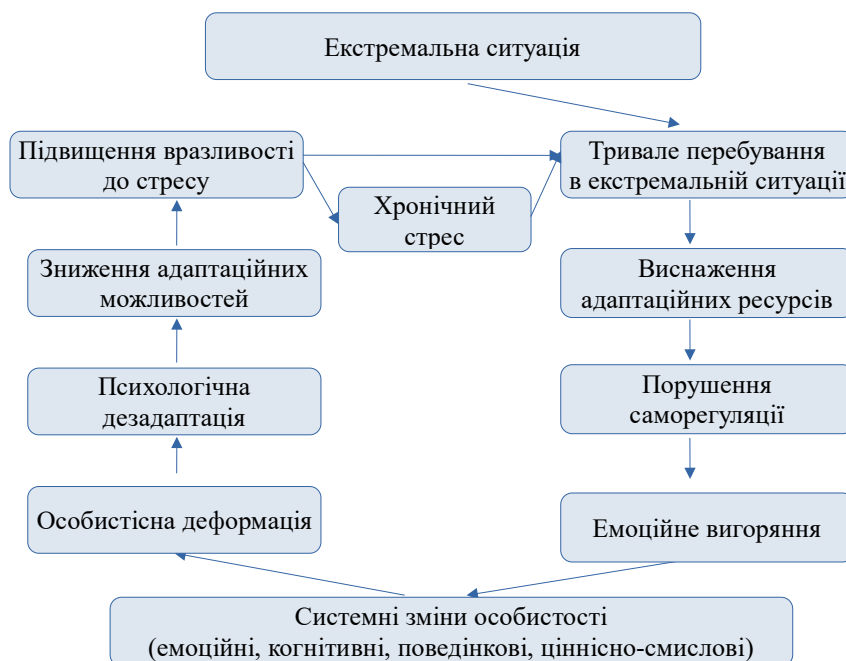 Екстремальна ситуація
Підвищення вразливості
до стресу
Тривале перебування
в екстремальній ситуації
Хронічний
стрес
Зниження адаптаційних
можливостей
Виснаження
адаптаційних ресурсів
Психологічна
дезадаптація
Порушення
саморегуляції
Особистісна деформація
Емоційне вигоряння
Системні зміни особистості
(емоційні, когнітивні, поведінкові, ціннісно-смислові)